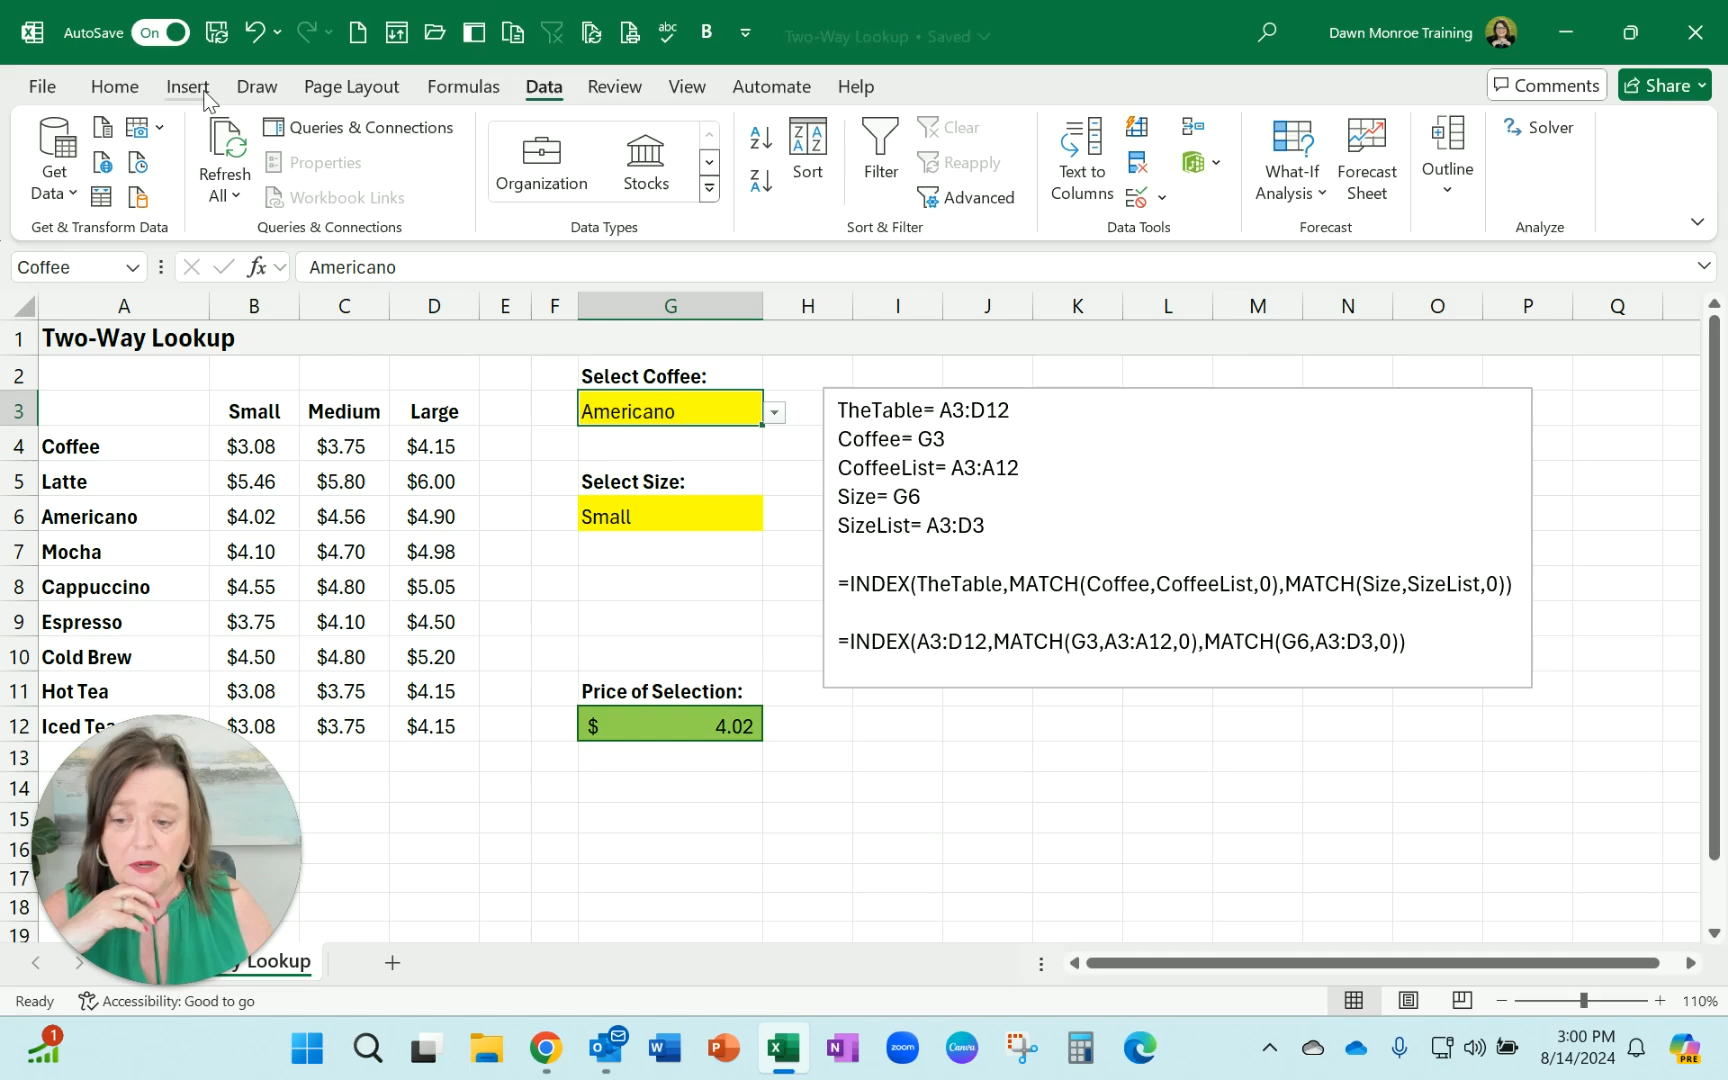 AutoSave On
Two-Way Lookup • Saved
Dawn Monroe Training
File Home Insert Draw Page Layout Formulas Data Review View Automate Help Comments Share
Get Data
Refresh All
Queries & Connections
Properties
Workbook Links
Organization
Stocks
Sort
Filter
Clear
Reapply
Advanced
Text to Columns
What-If Analysis
Forecast Sheet
Outline
Solver
Get & Transform Data
Queries & Connections
Data Types
Sort & Filter
Data Tools
Forecast
Analyze
Coffee fx Americano
A B C D E F G H I J K L M N O P Q
1 Two-Way Lookup
2 Select Coffee:
3 Small Medium Large Americano
4 Coffee $3.08 $3.75 $4.15
5 Latte $5.46 $5.80 $6.00 Select Size:
6 Americano $4.02 $4.56 $4.90 Small
7 Mocha $4.10 $4.70 $4.98
8 Cappuccino $4.55 $4.80 $5.05
9 Espresso $3.75 $4.10 $4.50
10 Cold Brew $4.50 $4.80 $5.20
11 Hot Tea $3.08 $3.75 $4.15 Price of Selection:
12 Iced Tea $3.08 $3.75 $4.15 $ 4.02
13
14
15
16
17
18
19
TheTable= A3:D12
Coffee= G3
CoffeeList= A3:A12
Size= G6
SizeList= A3:D3
=INDEX(TheTable,MATCH(Coffee,CoffeeList,0),MATCH(Size,SizeList,0))
=INDEX(A3:D12,MATCH(G3,A3:A12,0),MATCH(G6,A3:D3,0))
Lookup
Ready Accessibility: Good to go 110%
1
zoom
Canva
3:00 PM
8/14/2024
PRE